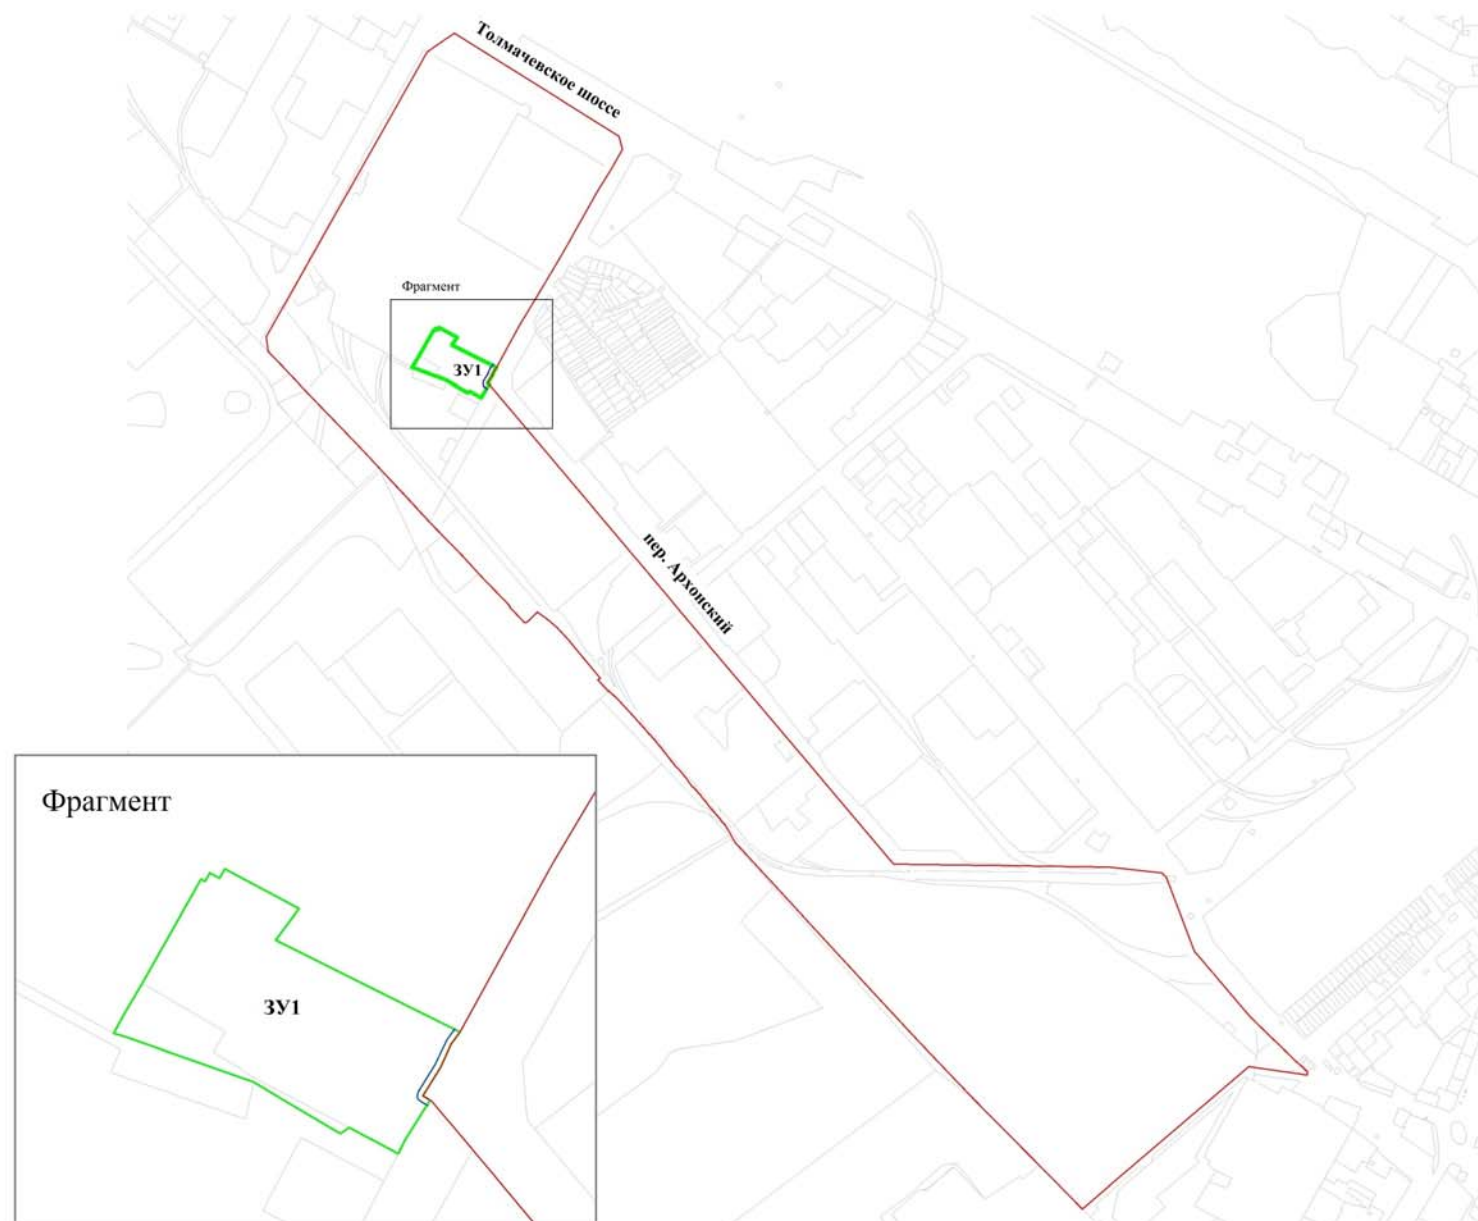 Толмачевское шоссе
Фрагмент
ЗУ1
пер. Архонский
Фрагмент
ЗУ1